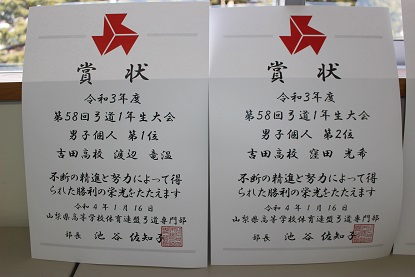 賞状
令和3年度
第58回弓道1年生大会
男子個人 第1位
吉田高校 渡辺 竜温
不断の精進と努力によって得
られた勝利の栄光をたたえます
令和4年1月16日
山梨県高等学校体育連盟弓道専門部
部長 池谷 佐知子
賞状
令和3年度
第58回弓道1年生大会
男子個人 第2位
吉田高校 窪田 光希
不断の精進と努力によって得
られた勝利の栄光をたたえます
令和4年1月16日
山梨県高等学校体育連盟弓道専門部
部長 池谷 佐知子